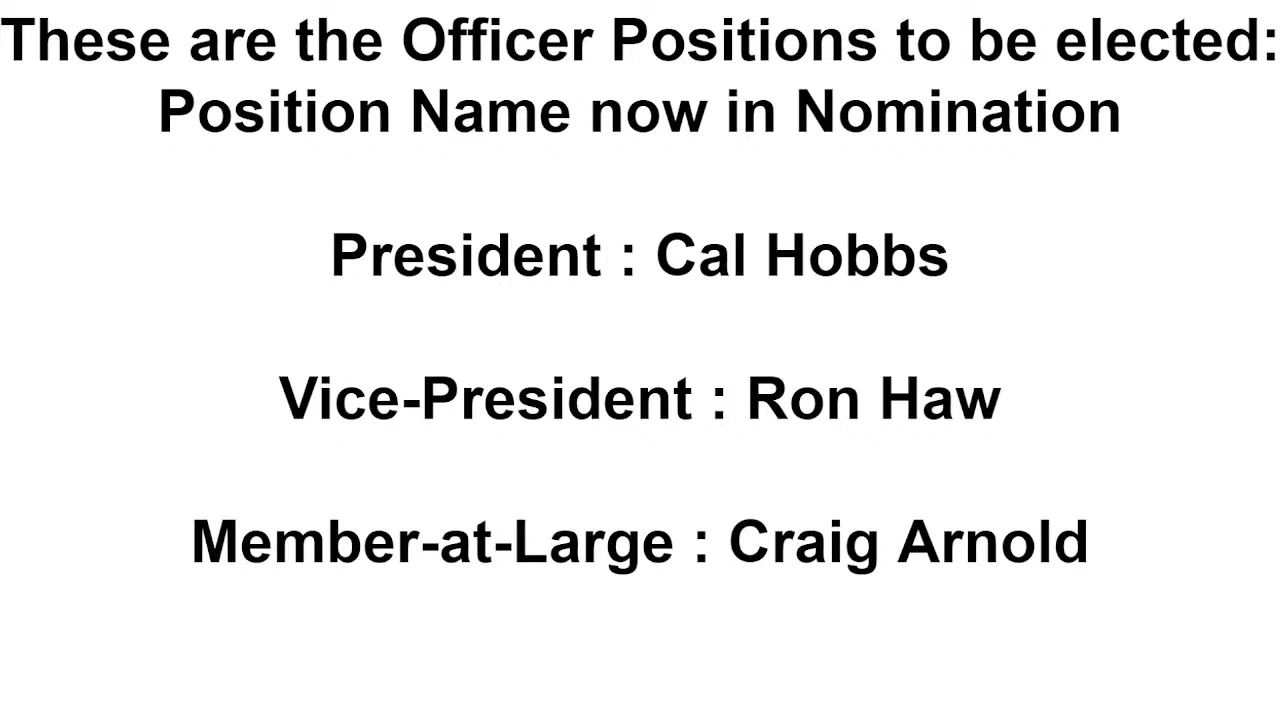 These are the Officer Positions to be elected:
Position Name now in Nomination
President : Cal Hobbs
Vice-President : Ron Haw
Member-at-Large : Craig Arnold